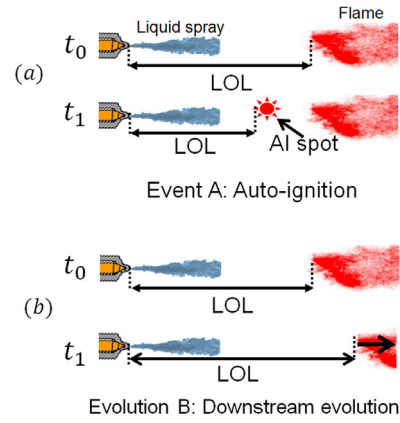 Liquid spray
Flame
(a)
t0
LOL
t1
LOL
AI spot
Event A: Auto-ignition
(b)
t0
LOL
t1
LOL
Evolution B: Downstream evolution